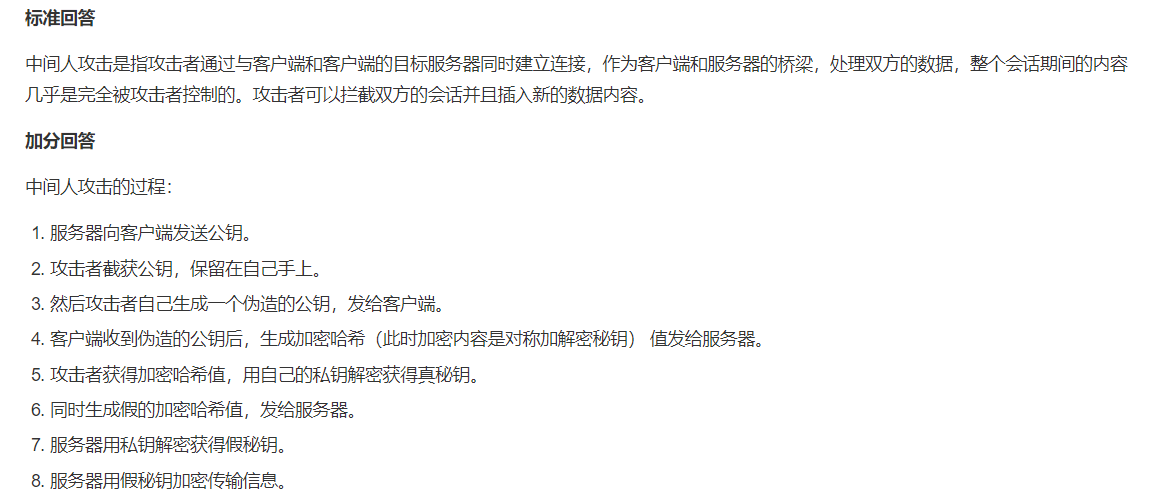 标准回答
中间人攻击是指攻击者通过与客户端和客户端的目标服务器同时建立连接，作为客户端和服务器的桥梁，处理双方的数据，整个会话期间的内容
几乎是完全被攻击者控制的。攻击者可以拦截双方的会话并且插入新的数据内容。
加分回答
中间人攻击的过程：
1. 服务器向客户端发送公钥。
2. 攻击者截获公钥，保留在自己手上。
3. 然后攻击者自己生成一个伪造的公钥，发给客户端。
4. 客户端收到伪造的公钥后，生成加密哈希（此时加密内容是对称加解密秘钥） 值发给服务器。
5. 攻击者获得加密哈希值，用自己的私钥解密获得真秘钥。
6. 同时生成假的加密哈希值，发给服务器。
7. 服务器用私钥解密获得假秘钥。
8. 服务器用假秘钥加密传输信息。